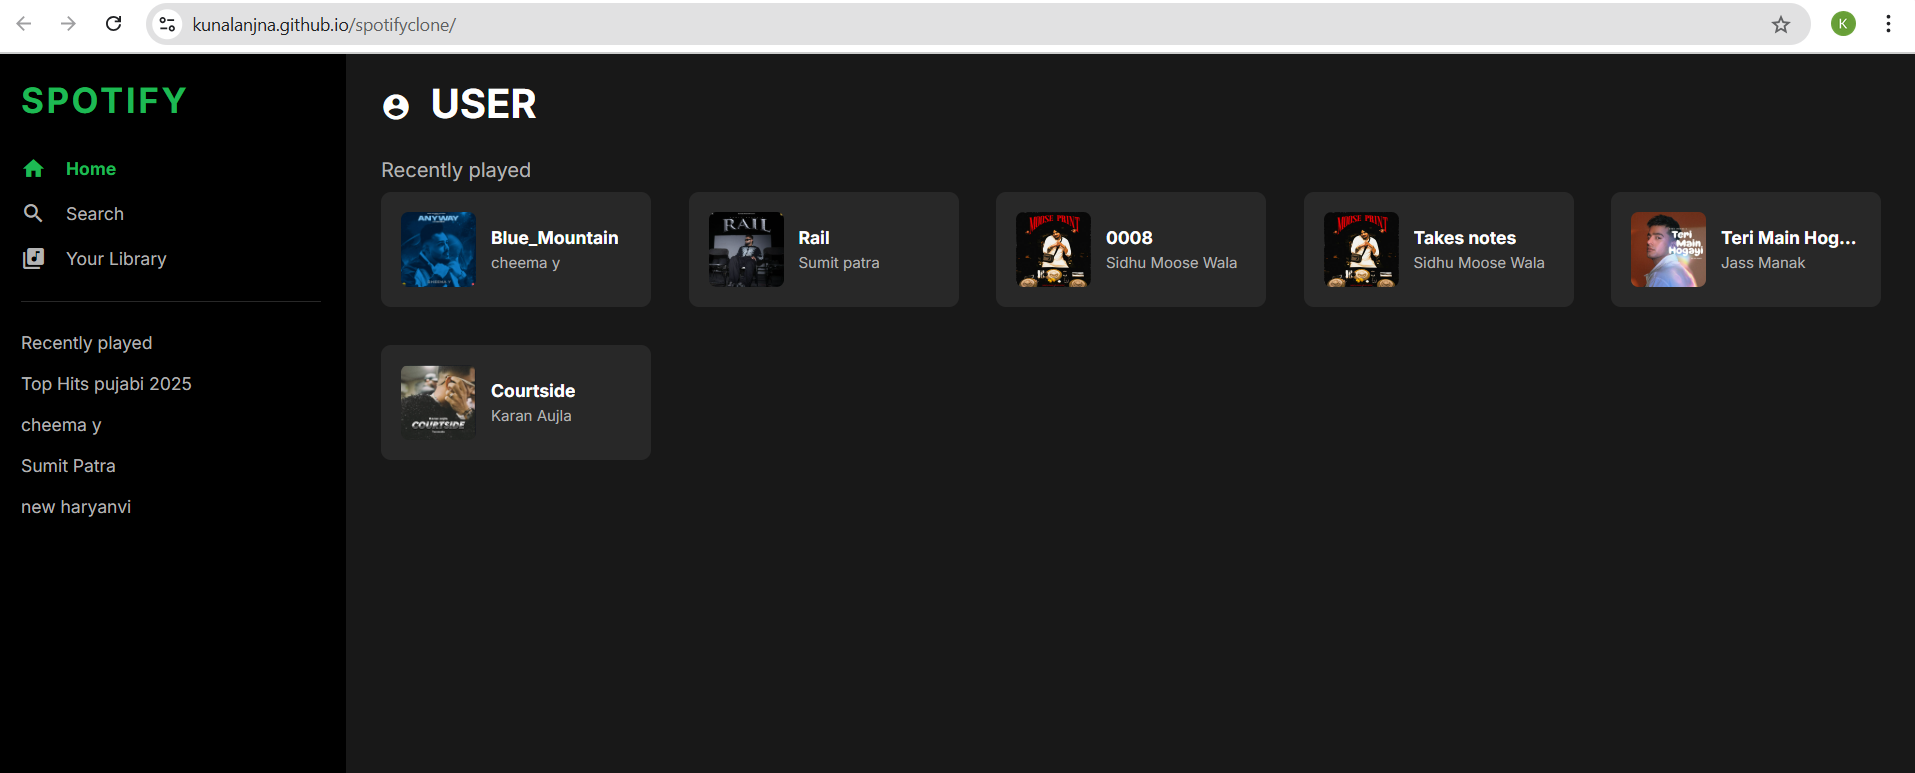 kunalanjna.github.io/spotifyclone/
K
SPOTIFY
Home
Search
Your Library
Recently played
Top Hits pujabi 2025
cheema y
Sumit Patra
new haryanvi
USER
Recently played
ANYWAY
Blue_Mountain
cheema y
RAIL
Rail
Sumit patra
MOOSE PRINT
0008
Sidhu Moose Wala
MOOSE PRINT
Takes notes
Sidhu Moose Wala
Teri
Main
Hogayi
Teri Main Hog...
Jass Manak
COURTSIDE
Courtside
Karan Aujla